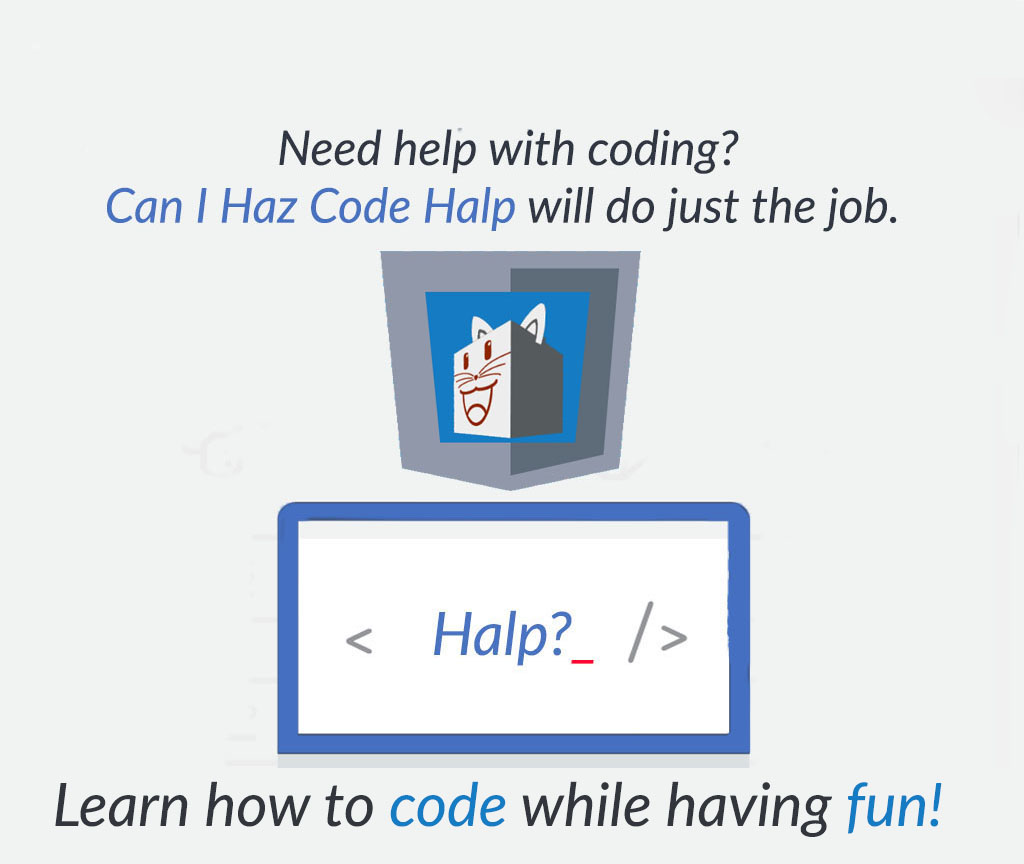 Need help with coding?
Can I Haz Code Halp will do just the job.
< Halp?_ />
Learn how to code while having fun!